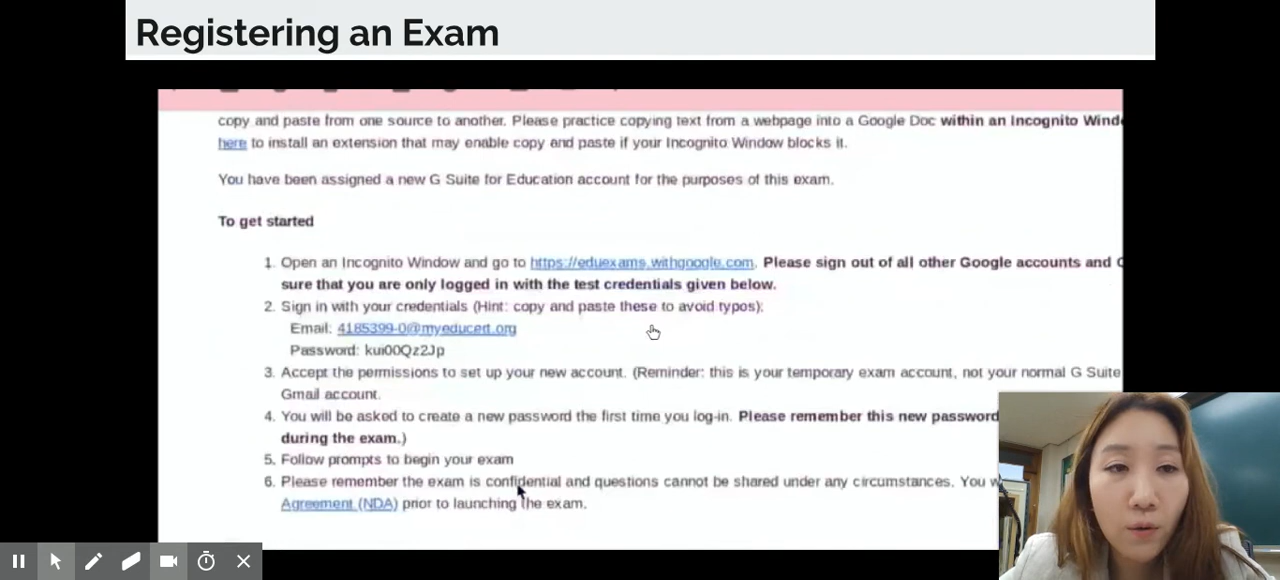 Registering an Exam
copy and paste from one source to another. Please practice copying text from a webpage into a Google Doc within an Incognito
here to install an extension that may enable copy and paste if your Incognito Window blocks it.
You have been assigned a new G Suite for Education account for the purposes of this exam.
To get started
1. Open an Incognito Window and go to https://eduexams.withgoogle.com. Please sign out of all other Google accounts and
sure that you are only logged in with the test credentials given below.
2. Sign in with your credentials (Hint: copy and paste these to avoid typos):
Email: 4185399-0@myeducert.org
Password: kui00Qz2Jp
3. Accept the permissions to set up your new account. (Reminder: this is your temporary exam account, not your normal G Suite
Gmail account.
4. You will be asked to create a new password the first time you log-in. Please remember this new password
during the exam.)
5. Follow prompts to begin your exam
6. Please remember the exam is confidential and questions cannot be shared under any circumstances. You
Agreement (NDA) prior to launching the exam.